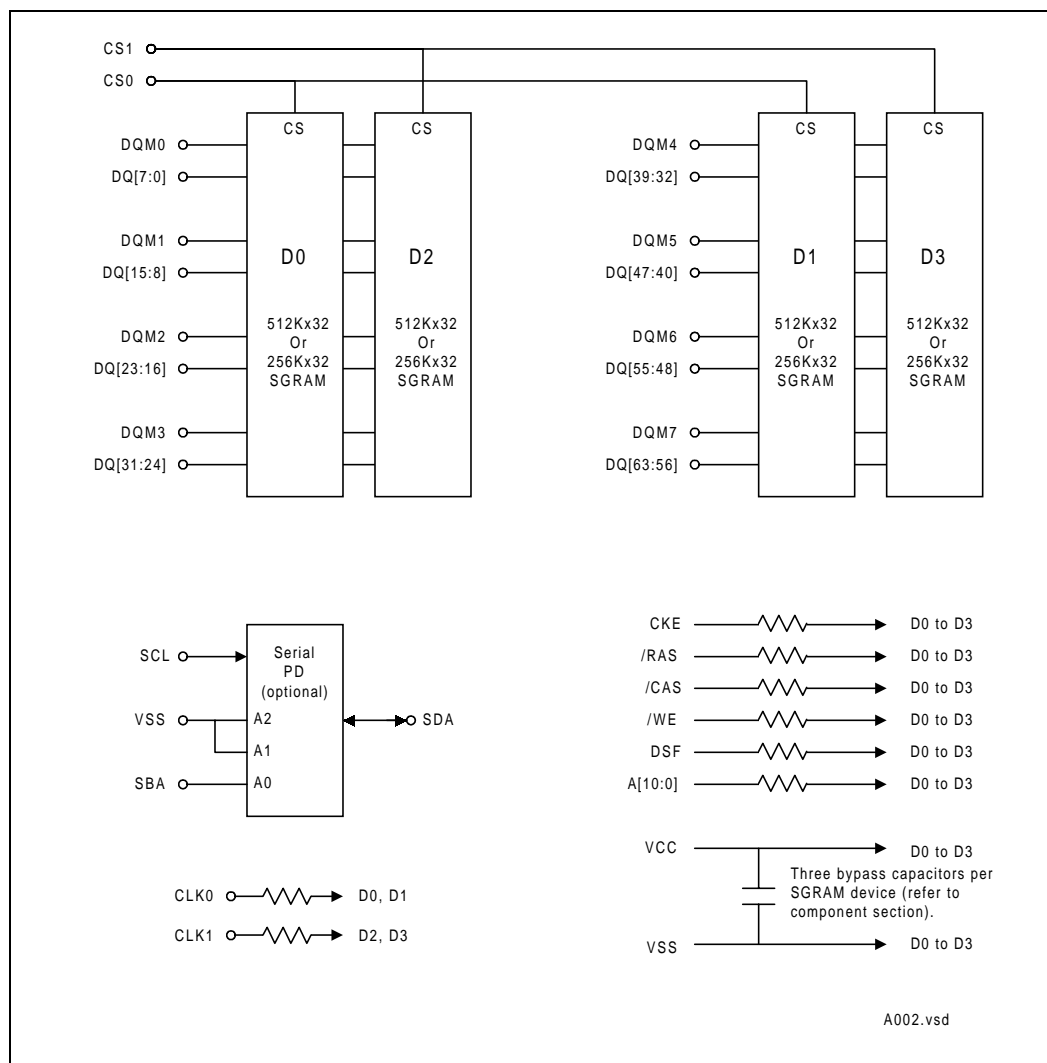 CS1
CS0
CS CS CS CS
DQM0 DQM4
DQ[7:0] DQ[39:32]
DQM1 DQM5
D0 D2 D1 D3
DQ[15:8] DQ[47:40]
512Kx32 512Kx32 512Kx32 512Kx32
DQM2 Or Or DQM6 Or Or
256Kx32 256Kx32 256Kx32 256Kx32
DQ[23:16] SGRAM SGRAM DQ[55:48] SGRAM SGRAM
DQM3 DQM7
DQ[31:24] DQ[63:56]
SCL
Serial
PD
(optional)
VSS A2 SDA
A1
SBA A0
CLK0 D0, D1
CLK1 D2, D3
CKE D0 to D3
/RAS D0 to D3
/CAS D0 to D3
/WE D0 to D3
DSF D0 to D3
A[10:0] D0 to D3
VCC D0 to D3
Three bypass capacitors per
SGRAM device (refer to
component section).
VSS D0 to D3
A002.vsd